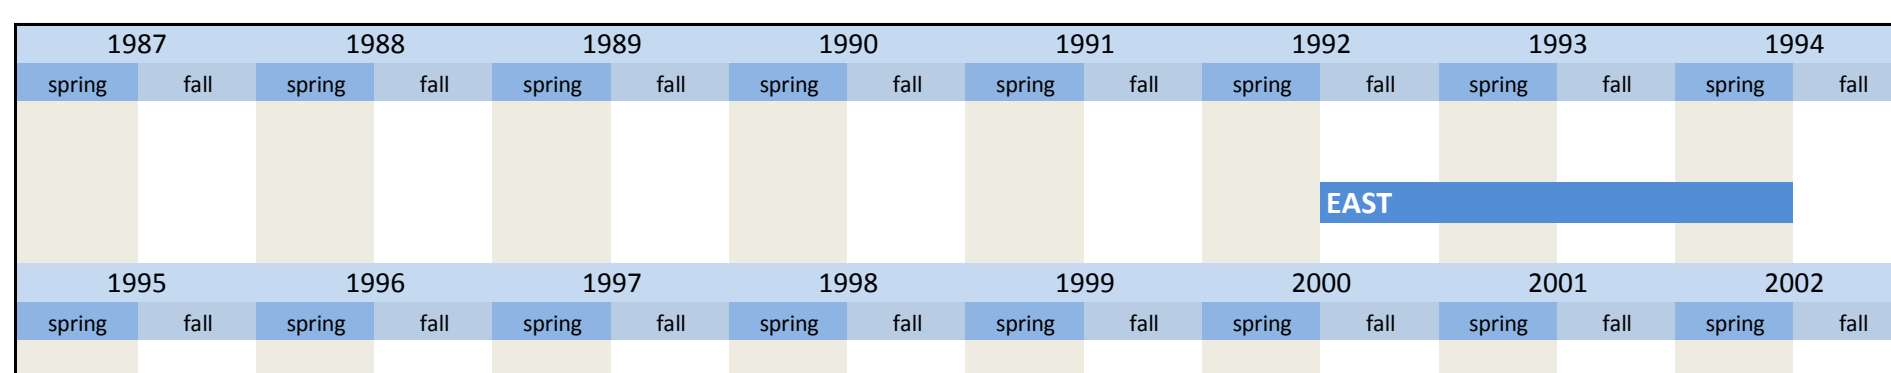 1987 1988 1989 1990 1991 1992 1993 1994
spring fall spring fall spring fall spring fall spring fall spring fall spring fall spring fall
EAST
1995 1996 1997 1998 1999 2000 2001 2002
spring fall spring fall spring fall spring fall spring fall spring fall spring fall spring fall